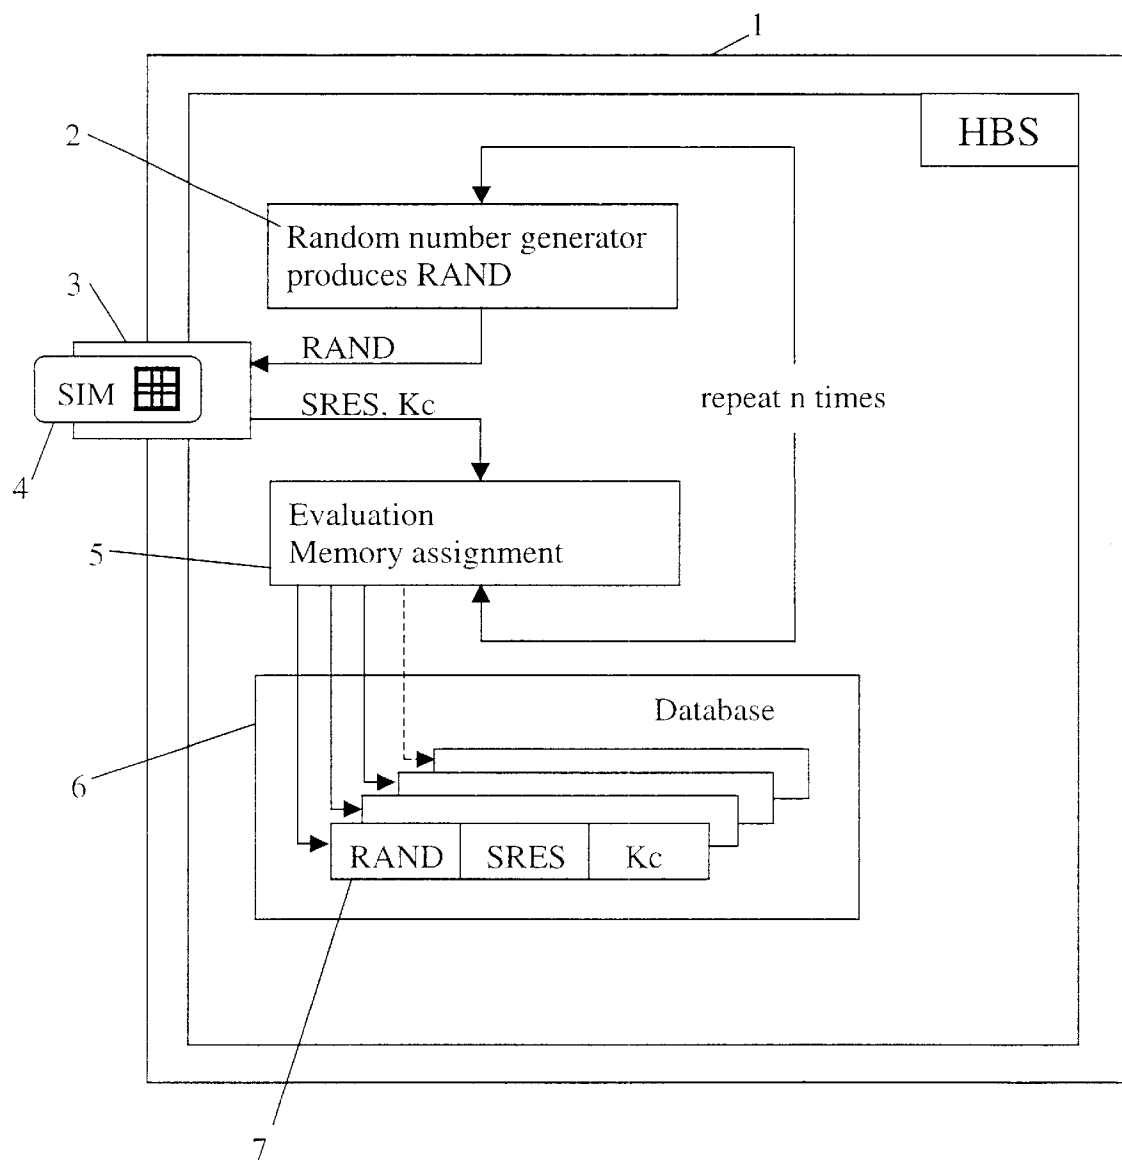 1
HBS
2
Random number generator
produces RAND
3
RAND
SIM
SRES, Kc
repeat n times
4
Evaluation
Memory assignment
5
Database
6
RAND SRES Kc
7